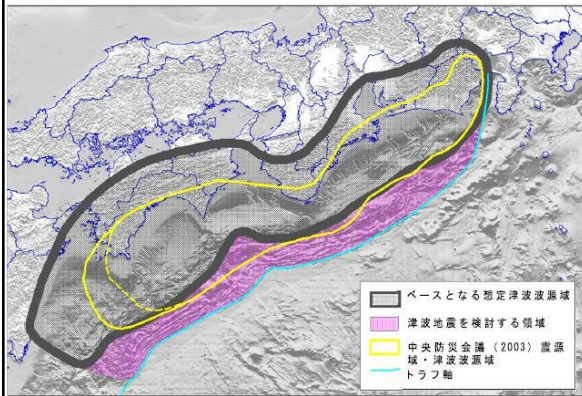 ベースとなる想定津波波源域
津波地震を検討する領域
中央防災会議 (2003) 震源
域・津波波源域
トラフ軸